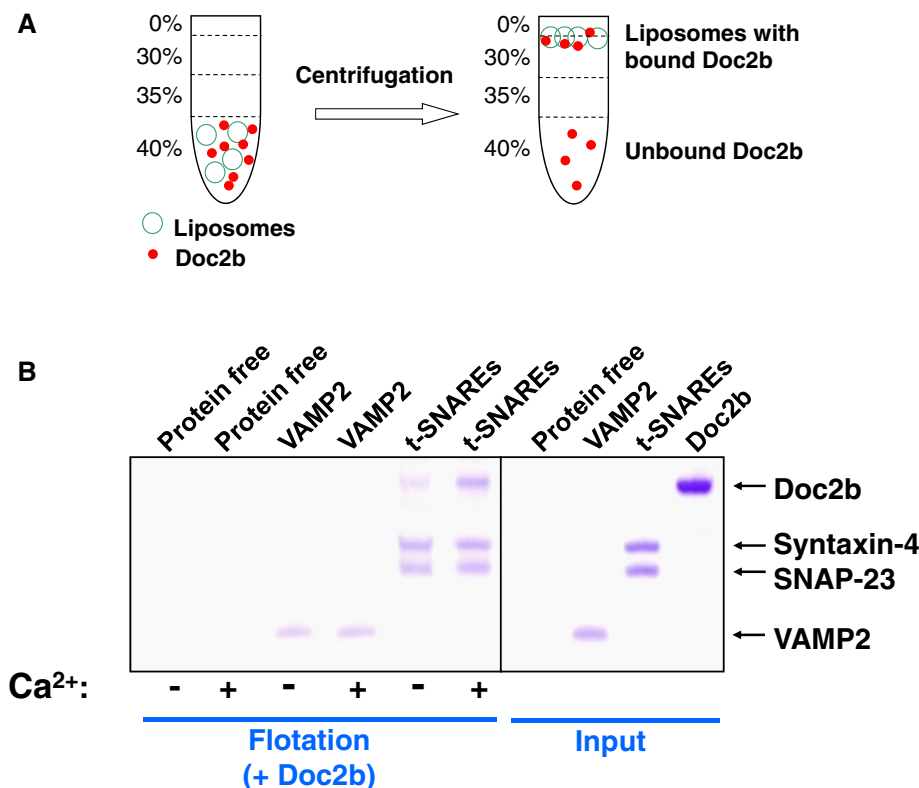 A
0%
30%
35%
40%
Centrifugation
0%
30%
35%
40%
Liposomes with
bound Doc2b
Unbound Doc2b
Liposomes
Doc2b
B
Protein free
Protein free
VAMP2
VAMP2
t-SNAREs
t-SNAREs
Protein free
VAMP2
t-SNAREs
Doc2b
Doc2b
Syntaxin-4
SNAP-23
VAMP2
Ca²⁺: - + - + - +
Flotation
(+ Doc2b)
Input